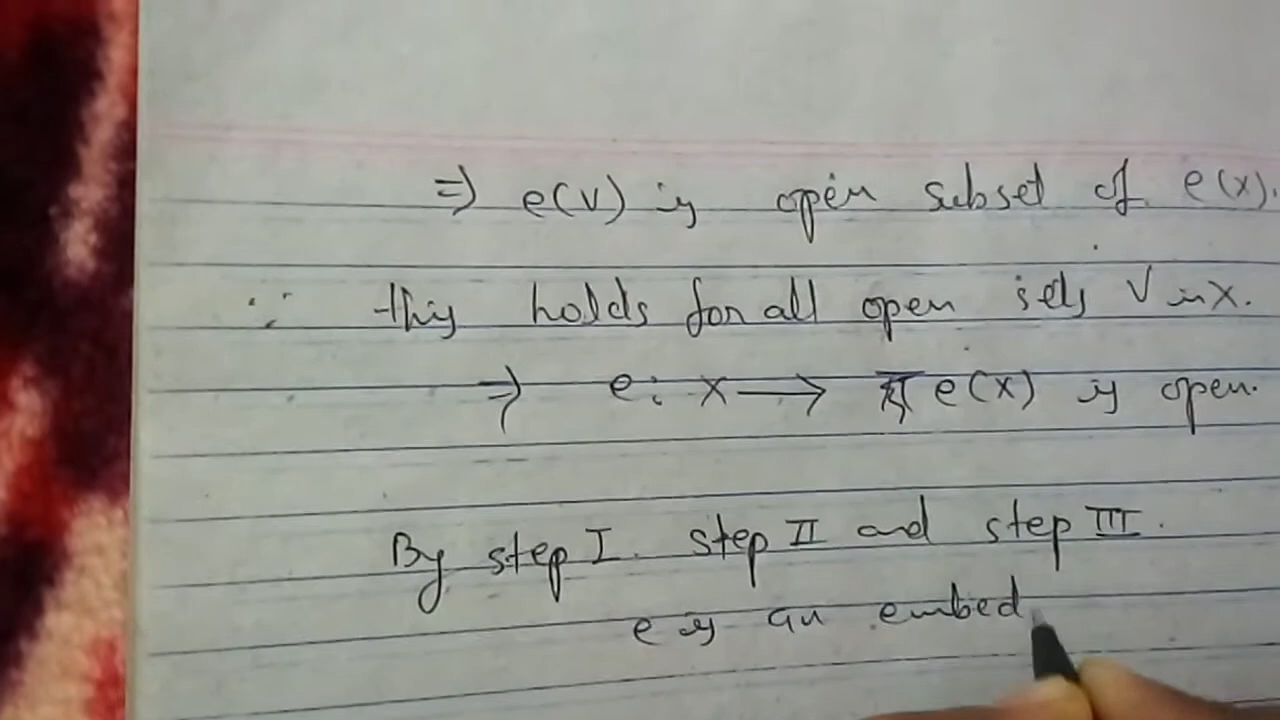 ⇒ e(V) is open subset of e(X).
∵ this holds for all open sets V in X.
⇒ e: X ⟶ e(X) is open.
By step I. step II and step III.
e is an embed